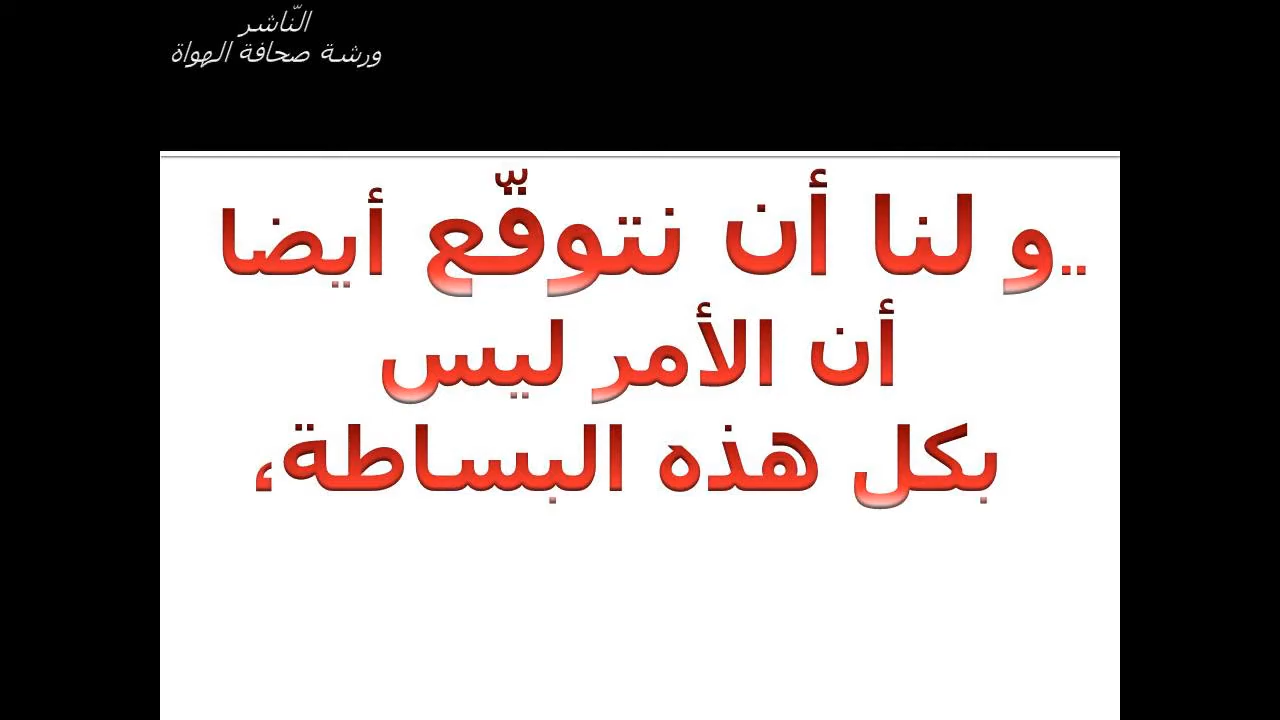 النّاشر
ورشة صحافة الهواة
..و لنا أن نتوقّع أيضا
أن الأمر ليس
بكل هذه البساطة،